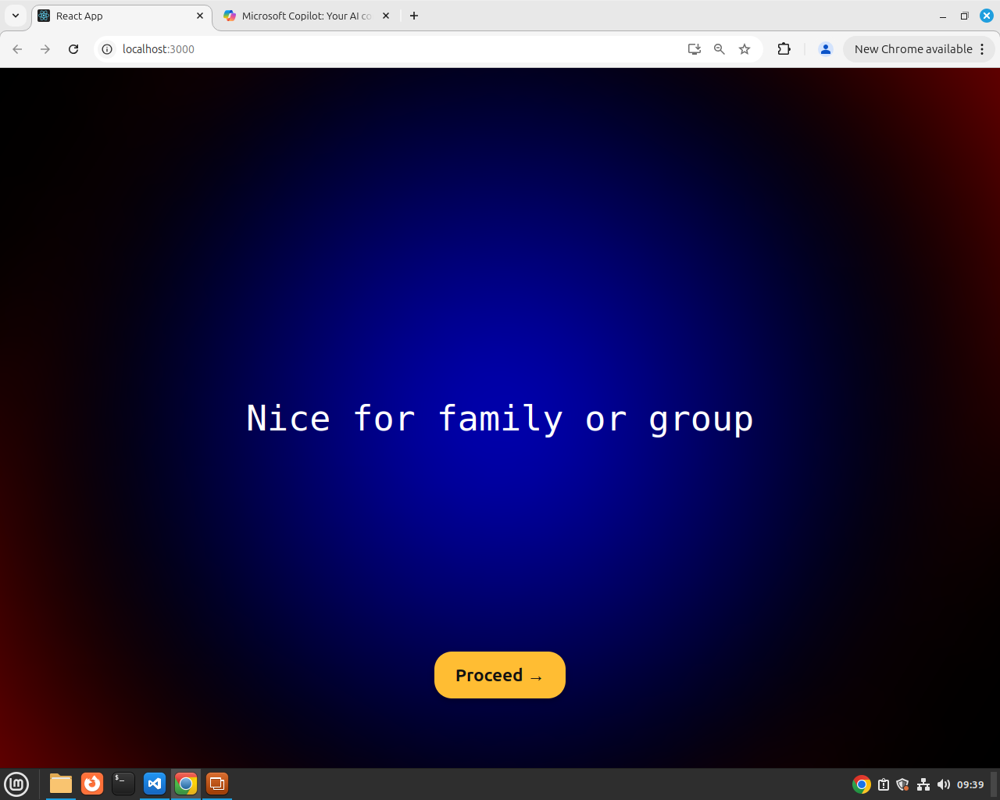 React App
Microsoft Copilot: Your AI co
localhost:3000
New Chrome available
Nice for family or group
Proceed →
$_
lm
09:39